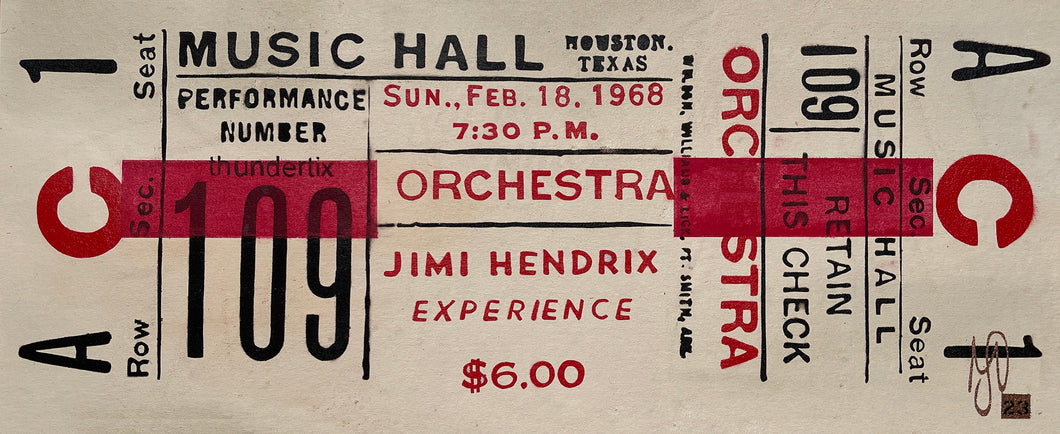 A C 1
Row Sec. Seat
MUSIC HALL
HOUSTON.
TEXAS
PERFORMANCE
NUMBER
thundertix
109
SUN., FEB. 18. 1968
7:30 P.M.
ORCHESTRA
JIMI HENDRIX
EXPERIENCE
$6.00
ORCHESTRA
109
RETAIN
THIS CHECK
MUSIC HALL
Row Sec. Seat
A C 1
23